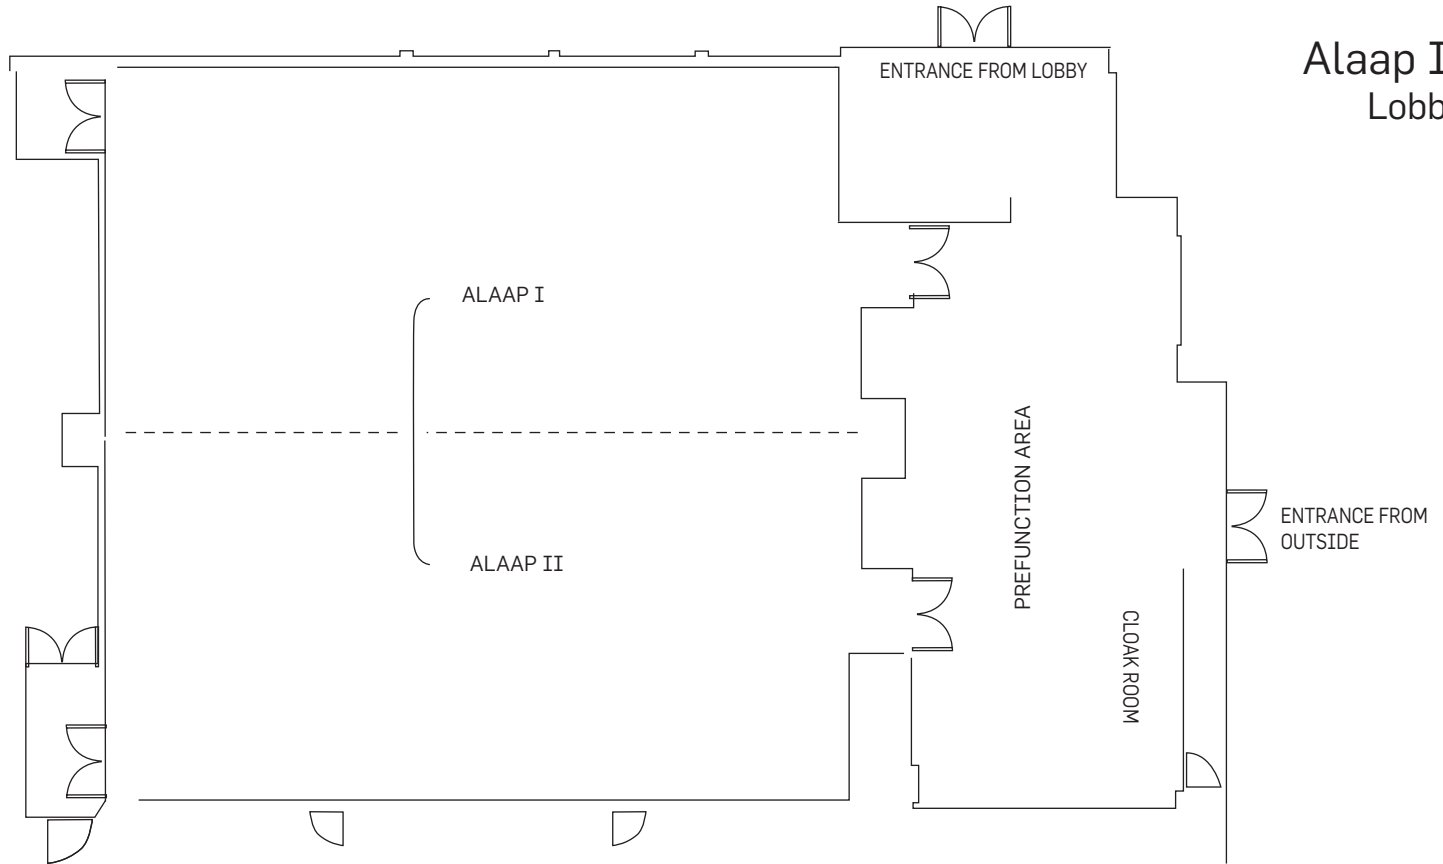 Alaap I
Lobb
ENTRANCE FROM LOBBY
ALAAP I
ALAAP II
PREFUNCTION AREA
CLOAK ROOM
ENTRANCE FROM
OUTSIDE